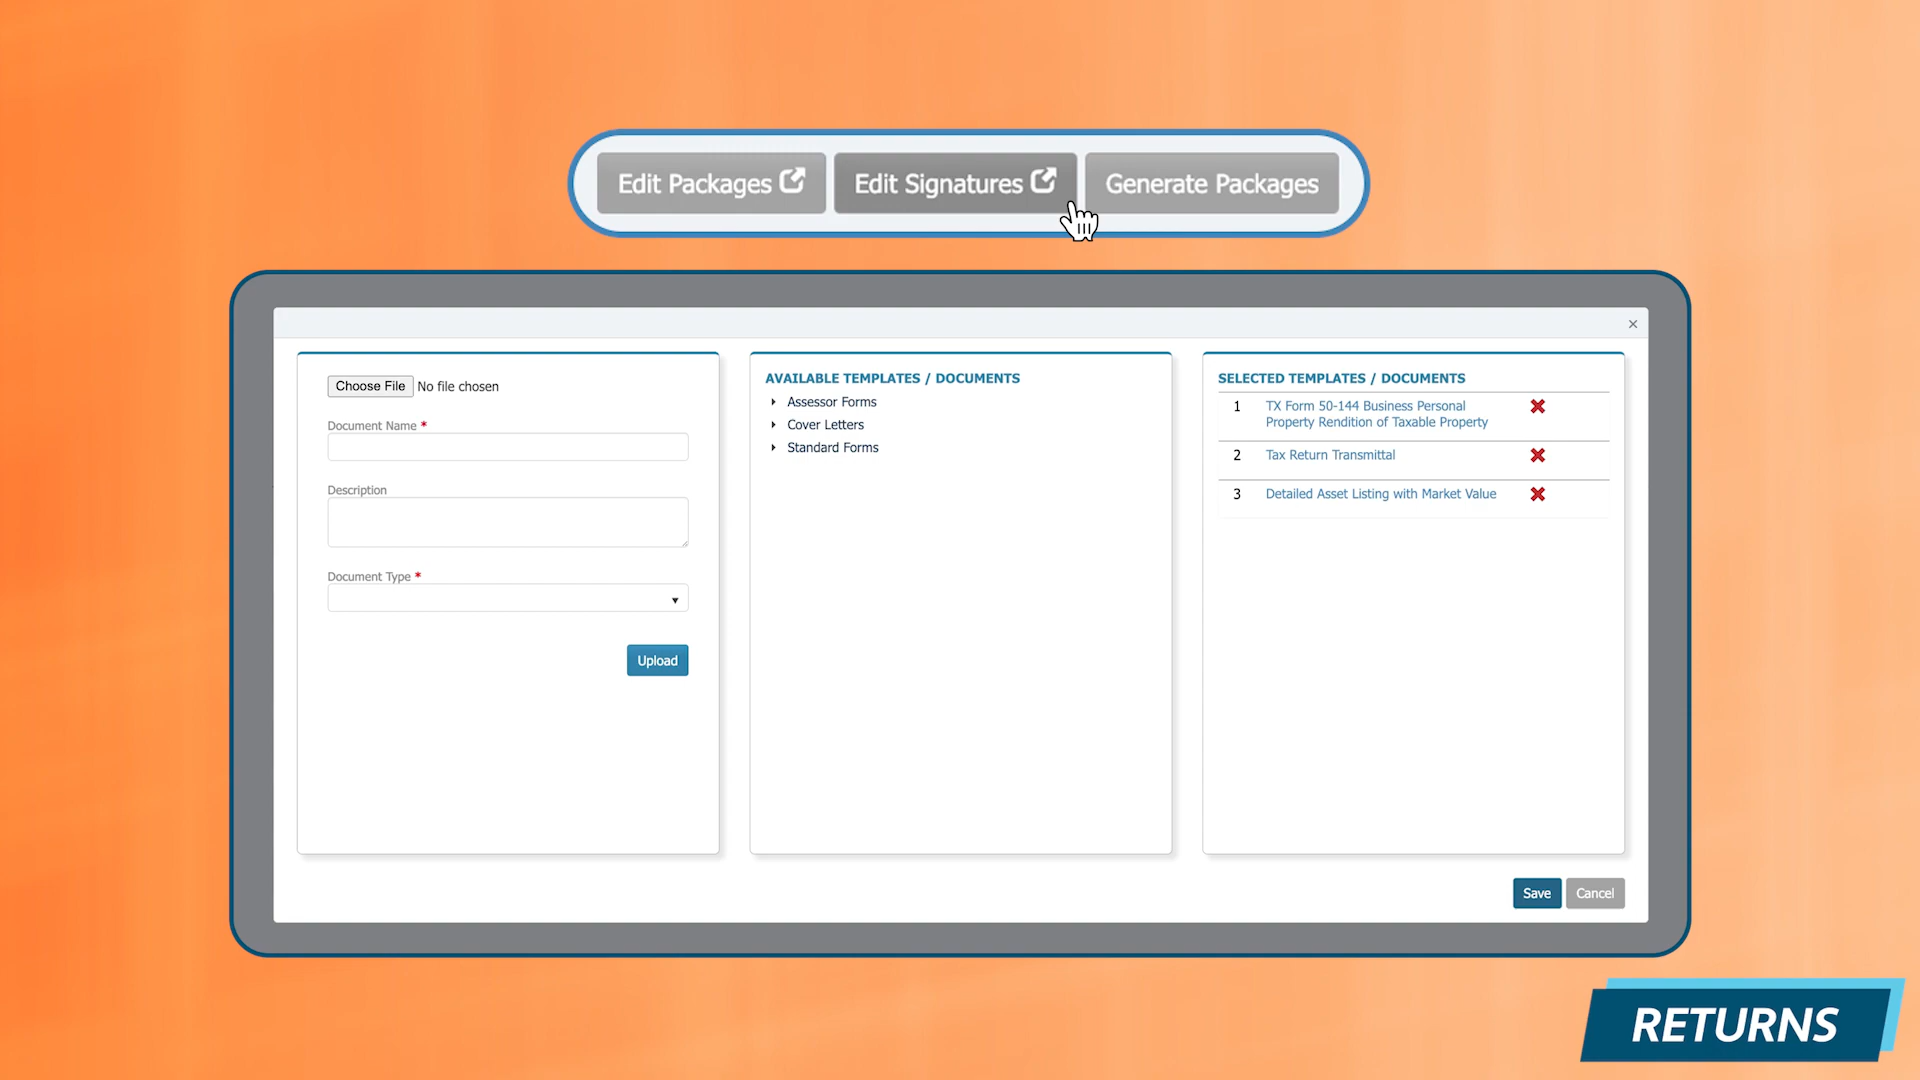 Edit Packages
Edit Signatures
Generate Packages
Choose File No file chosen
Document Name *
Description
Document Type *
Upload
AVAILABLE TEMPLATES / DOCUMENTS
Assessor Forms
Cover Letters
Standard Forms
SELECTED TEMPLATES / DOCUMENTS
1 TX Form 50-144 Business Personal
Property Rendition of Taxable Property
2 Tax Return Transmittal
3 Detailed Asset Listing with Market Value
Save
Cancel
RETURNS